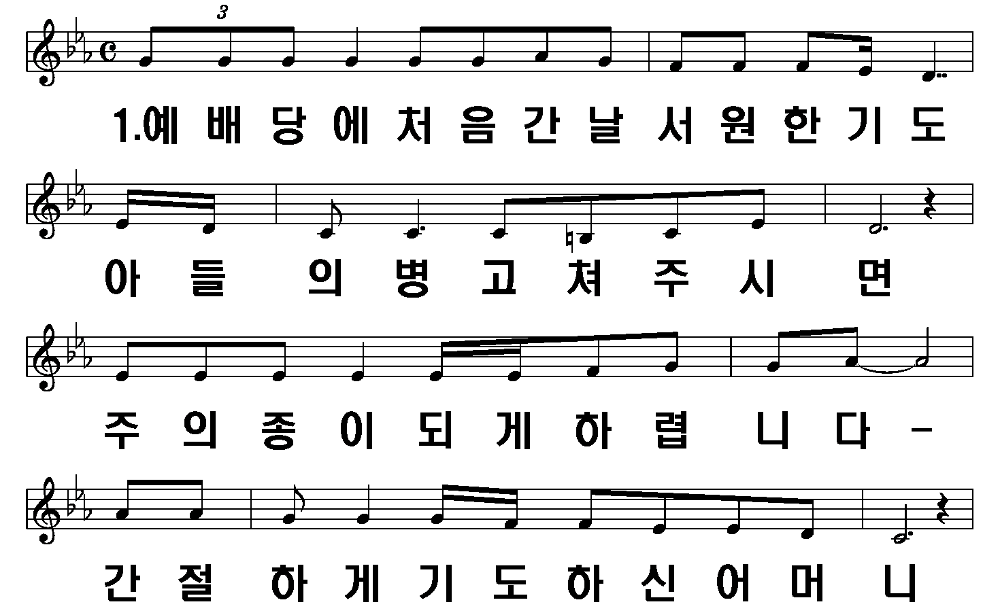 3
1.예 배 당 에 처 음 간 날 서 원 한 기 도
아 들 의 병 고 쳐 주 시 면
주 의 종 이 되 게 하 렵 니 다 -
간 절 하 게 기 도 하 신 어 머 니